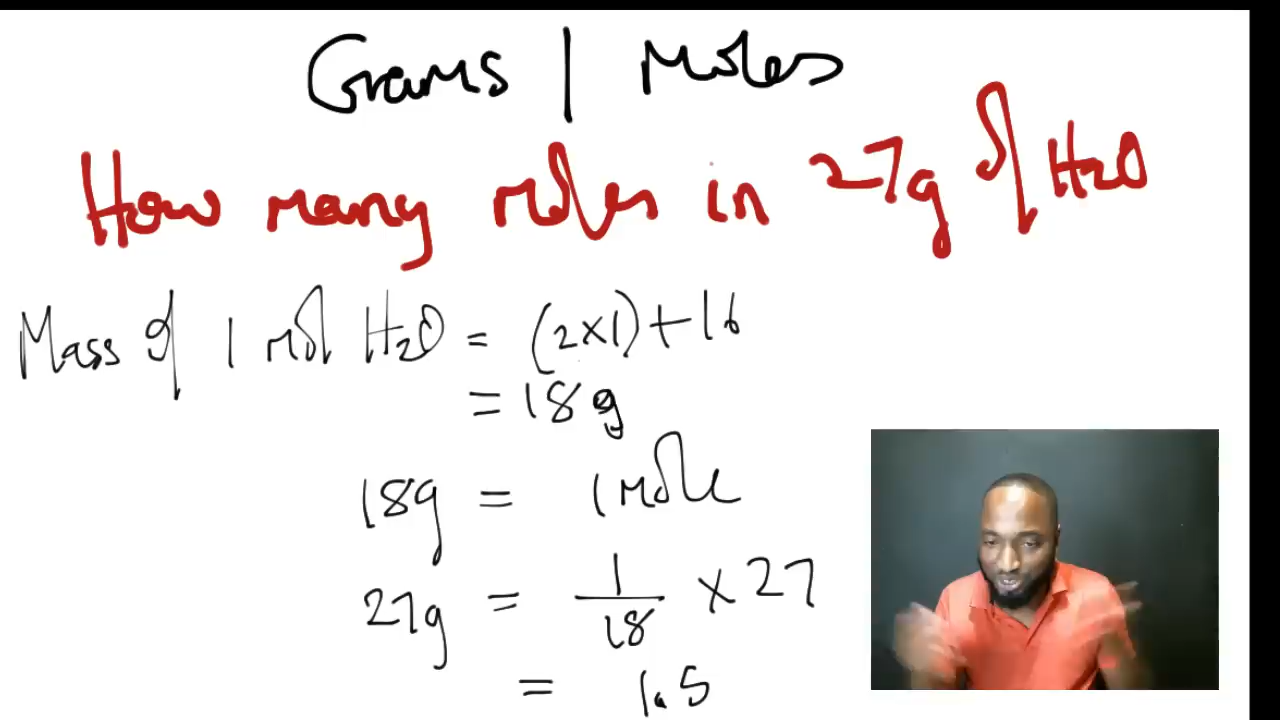 Grams | Moles
How many moles in 27g of H2O
Mass of 1 mol H2O = (2x1)+16
= 18g
18g = 1 mole
27g = 1/18 x 27
= 1.5